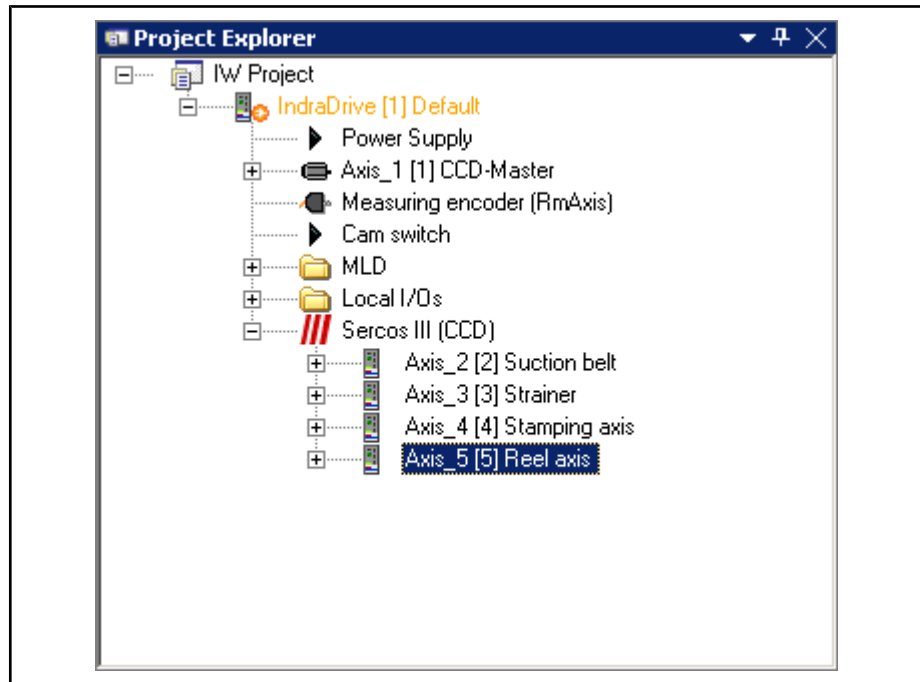 Project Explorer
IW Project
IndraDrive [1] Default
Power Supply
Axis_1 [1] CCD-Master
Measuring encoder (RmAxis)
Cam switch
MLD
Local I/Os
Sercos III (CCD)
Axis_2 [2] Suction belt
Axis_3 [3] Strainer
Axis_4 [4] Stamping axis
Axis_5 [5] Reel axis